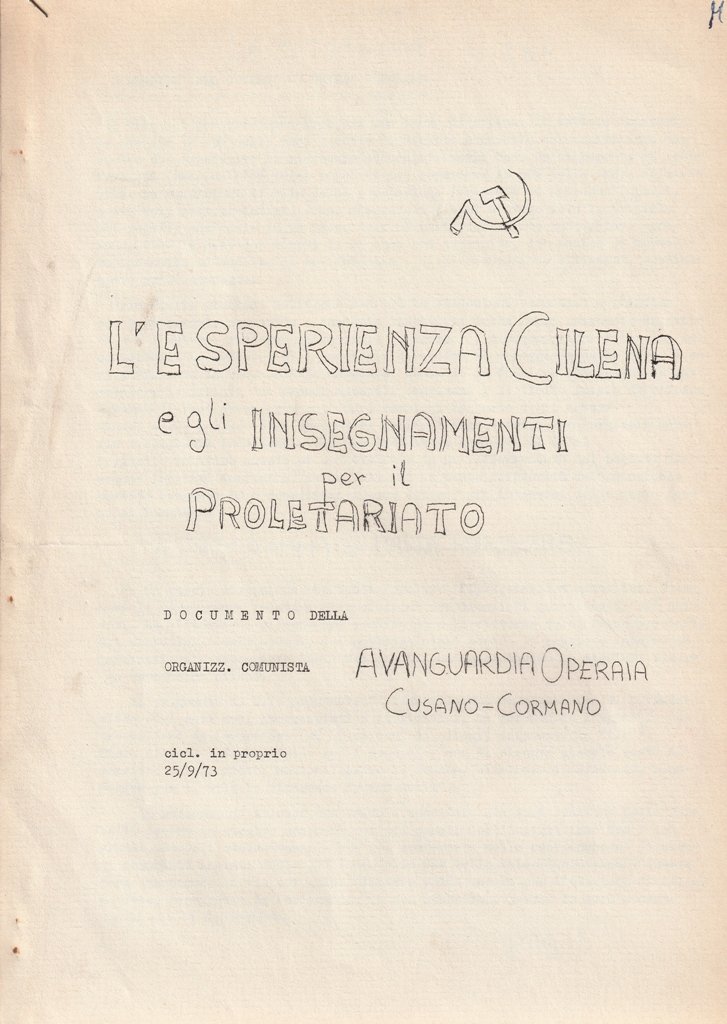 M
L'ESPERIENZA CILENA
e gli INSEGNAMENTI
per il
PROLETARIATO
DOCUMENTO DELLA
ORGANIZZ. COMUNISTA AVANGUARDIA OPERAIA
CUSANO-CORMANO
cicl. in proprio
25/9/73